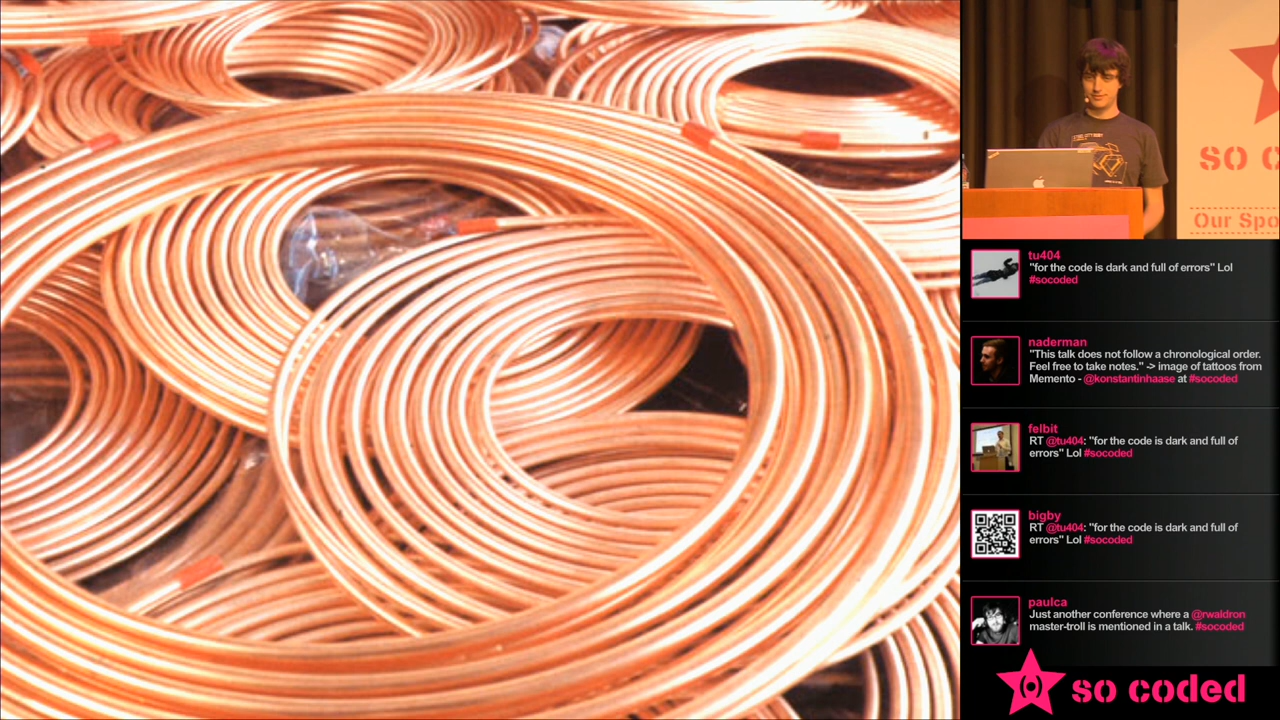 SO C
Our Spo
tu404
"for the code is dark and full of errors" Lol
#socoded
naderman
"This talk does not follow a chronological order.
Feel free to take notes." -> image of tattoos from
Memento - @konstantinhaase at #socoded
felbit
RT @tu404: "for the code is dark and full of
errors" Lol #socoded
bigby
RT @tu404: "for the code is dark and full of
errors" Lol #socoded
paulca
Just another conference where a @rwaldron
master-troll is mentioned in a talk. #socoded
so coded